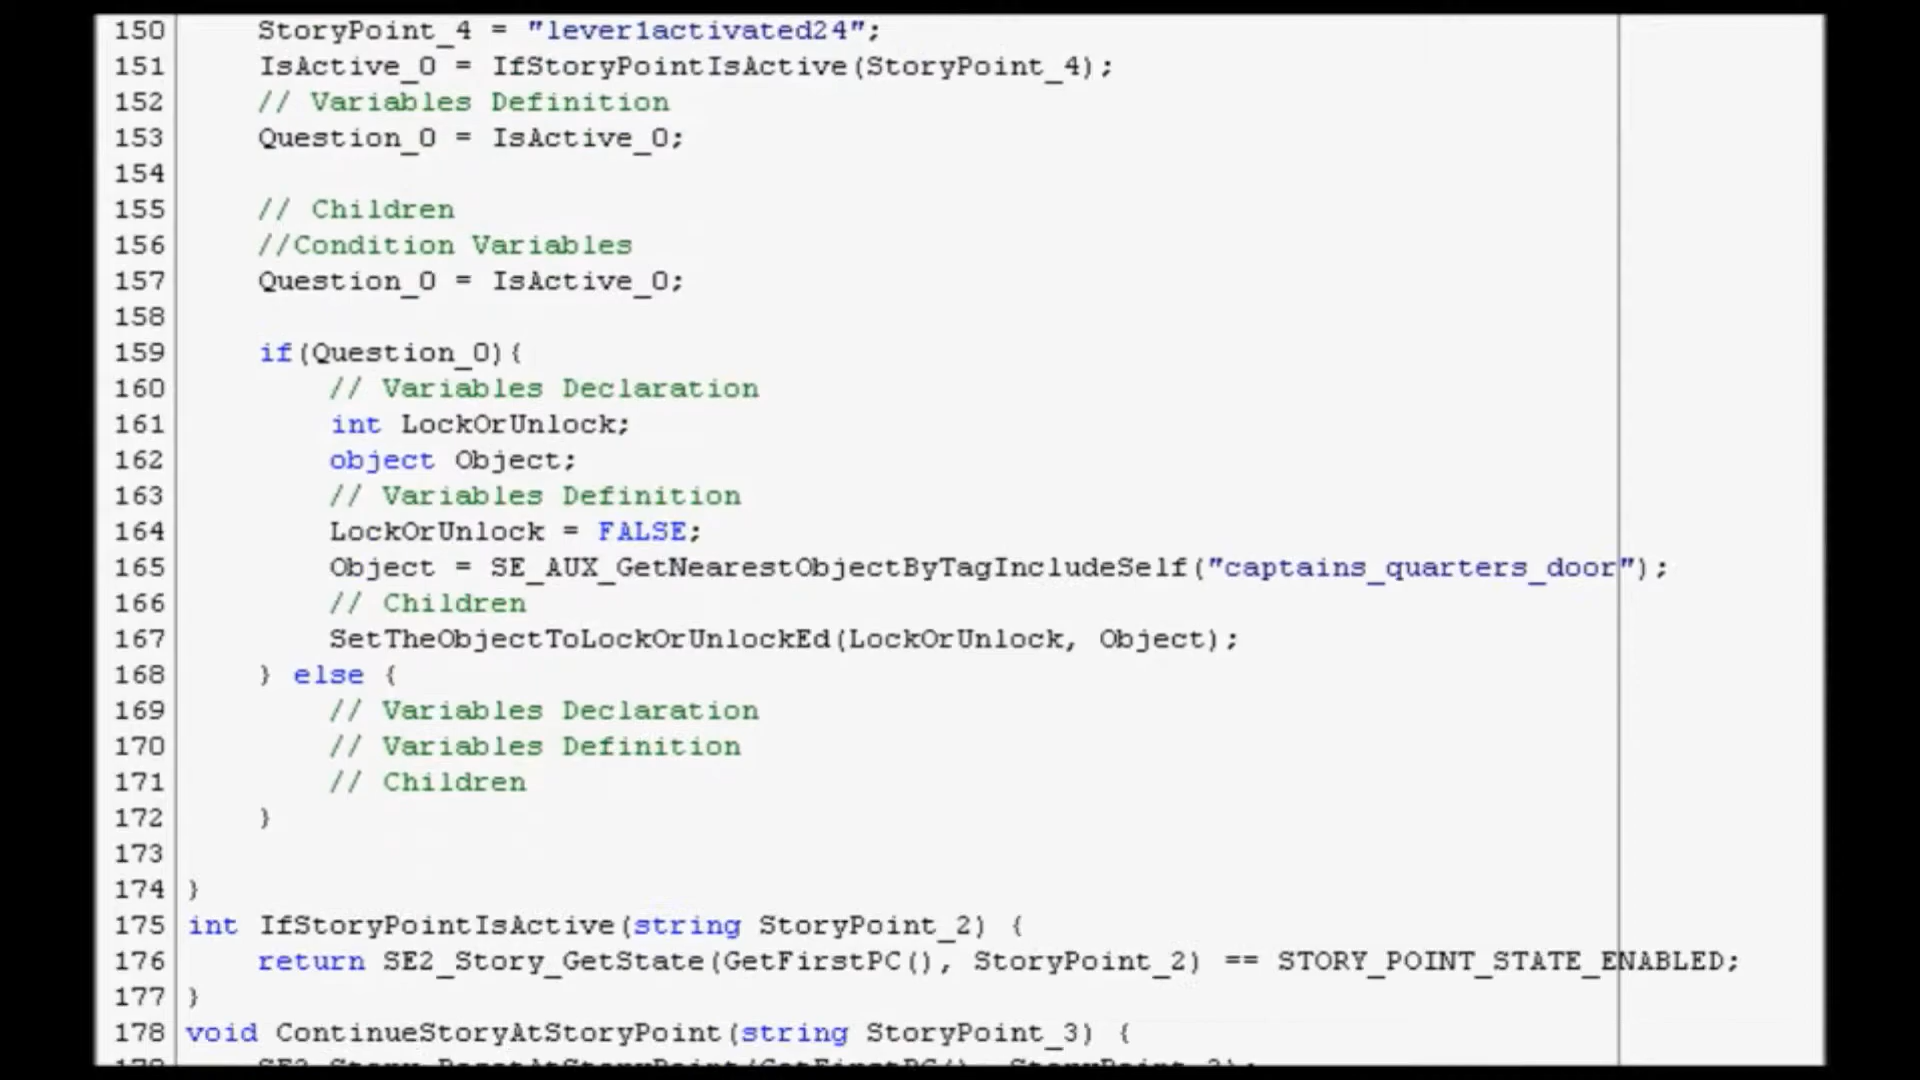 150 StoryPoint_4 = "lever1activated24";
151 IsActive_0 = IfStoryPointIsActive(StoryPoint_4);
152 // Variables Definition
153 Question_0 = IsActive_0;
154
155 // Children
156 //Condition Variables
157 Question_0 = IsActive_0;
158
159 if(Question_0){
160 // Variables Declaration
161 int LockOrUnlock;
162 object Object;
163 // Variables Definition
164 LockOrUnlock = FALSE;
165 Object = SE_AUX_GetNearestObjectByTagIncludeSelf("captains_quarters_door");
166 // Children
167 SetTheObjectToLockOrUnlockEd(LockOrUnlock, Object);
168 } else {
169 // Variables Declaration
170 // Variables Definition
171 // Children
172 }
173
174 }
175 int IfStoryPointIsActive(string StoryPoint_2) {
176 return SE2_Story_GetState(GetFirstPC(), StoryPoint_2) == STORY_POINT_STATE_ENABLED;
177 }
178 void ContinueStoryAtStoryPoint(string StoryPoint_3) {